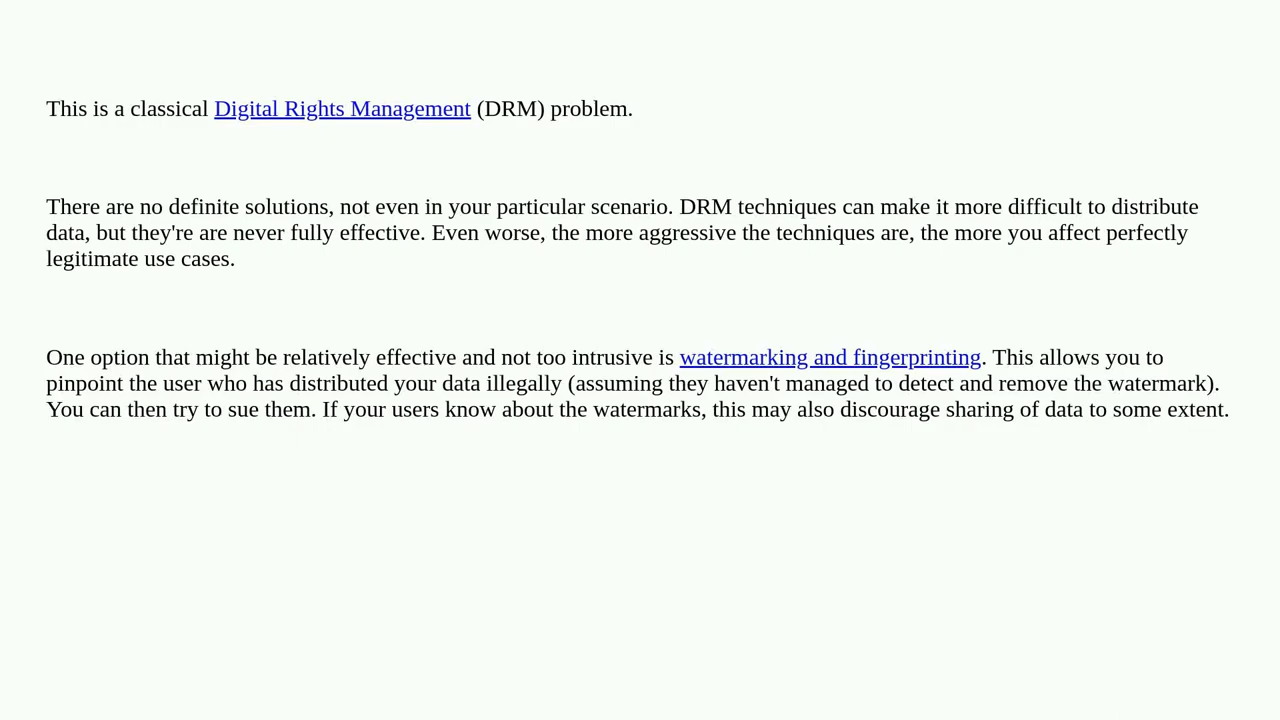 This is a classical Digital Rights Management (DRM) problem.
There are no definite solutions, not even in your particular scenario. DRM techniques can make it more difficult to distribute
data, but they're are never fully effective. Even worse, the more aggressive the techniques are, the more you affect perfectly
legitimate use cases.
One option that might be relatively effective and not too intrusive is watermarking and fingerprinting. This allows you to
pinpoint the user who has distributed your data illegally (assuming they haven't managed to detect and remove the watermark).
You can then try to sue them. If your users know about the watermarks, this may also discourage sharing of data to some extent.